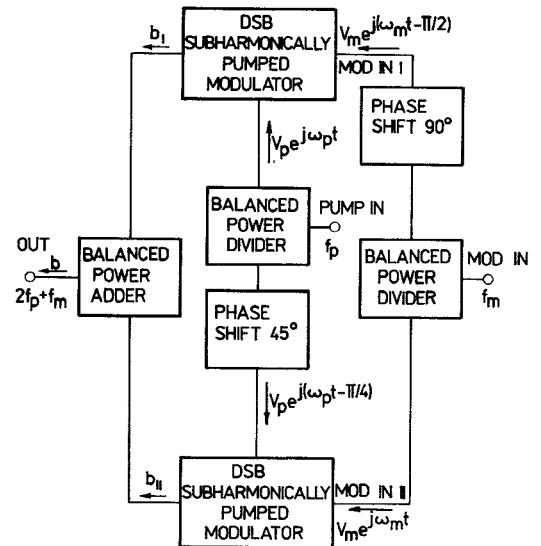 DSB
SUBHARMONICALLY
PUMPED
MODULATOR
b_I
V_m e^{j(ω_m t-π/2)}
MOD IN I
PHASE
SHIFT 90°
V_p e^{jω_p t}
BALANCED
POWER
DIVIDER
PUMP IN
f_p
OUT
b
2f_p+f_m
BALANCED
POWER
ADDER
PHASE
SHIFT 45°
BALANCED
POWER
DIVIDER
MOD IN
f_m
V_p e^{j(ω_p t-π/4)}
b_II
DSB
SUBHARMONICALLY
PUMPED
MODULATOR
MOD IN II
V_m e^{jω_m t}